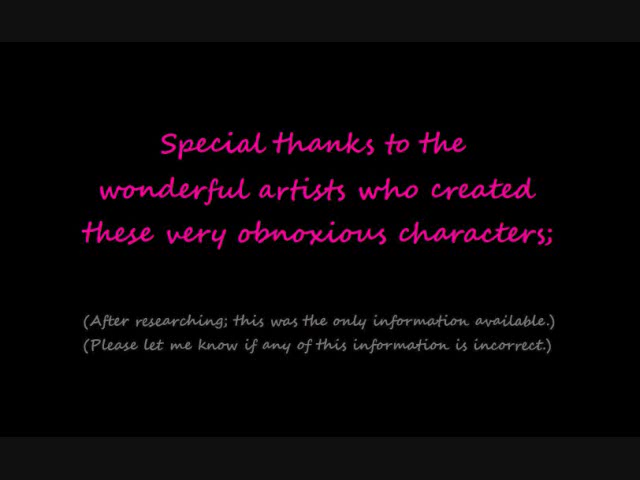 Special thanks to the
wonderful artists who created
these very obnoxious characters;
(After researching; this was the only information available.)
(Please let me know if any of this information is incorrect.)